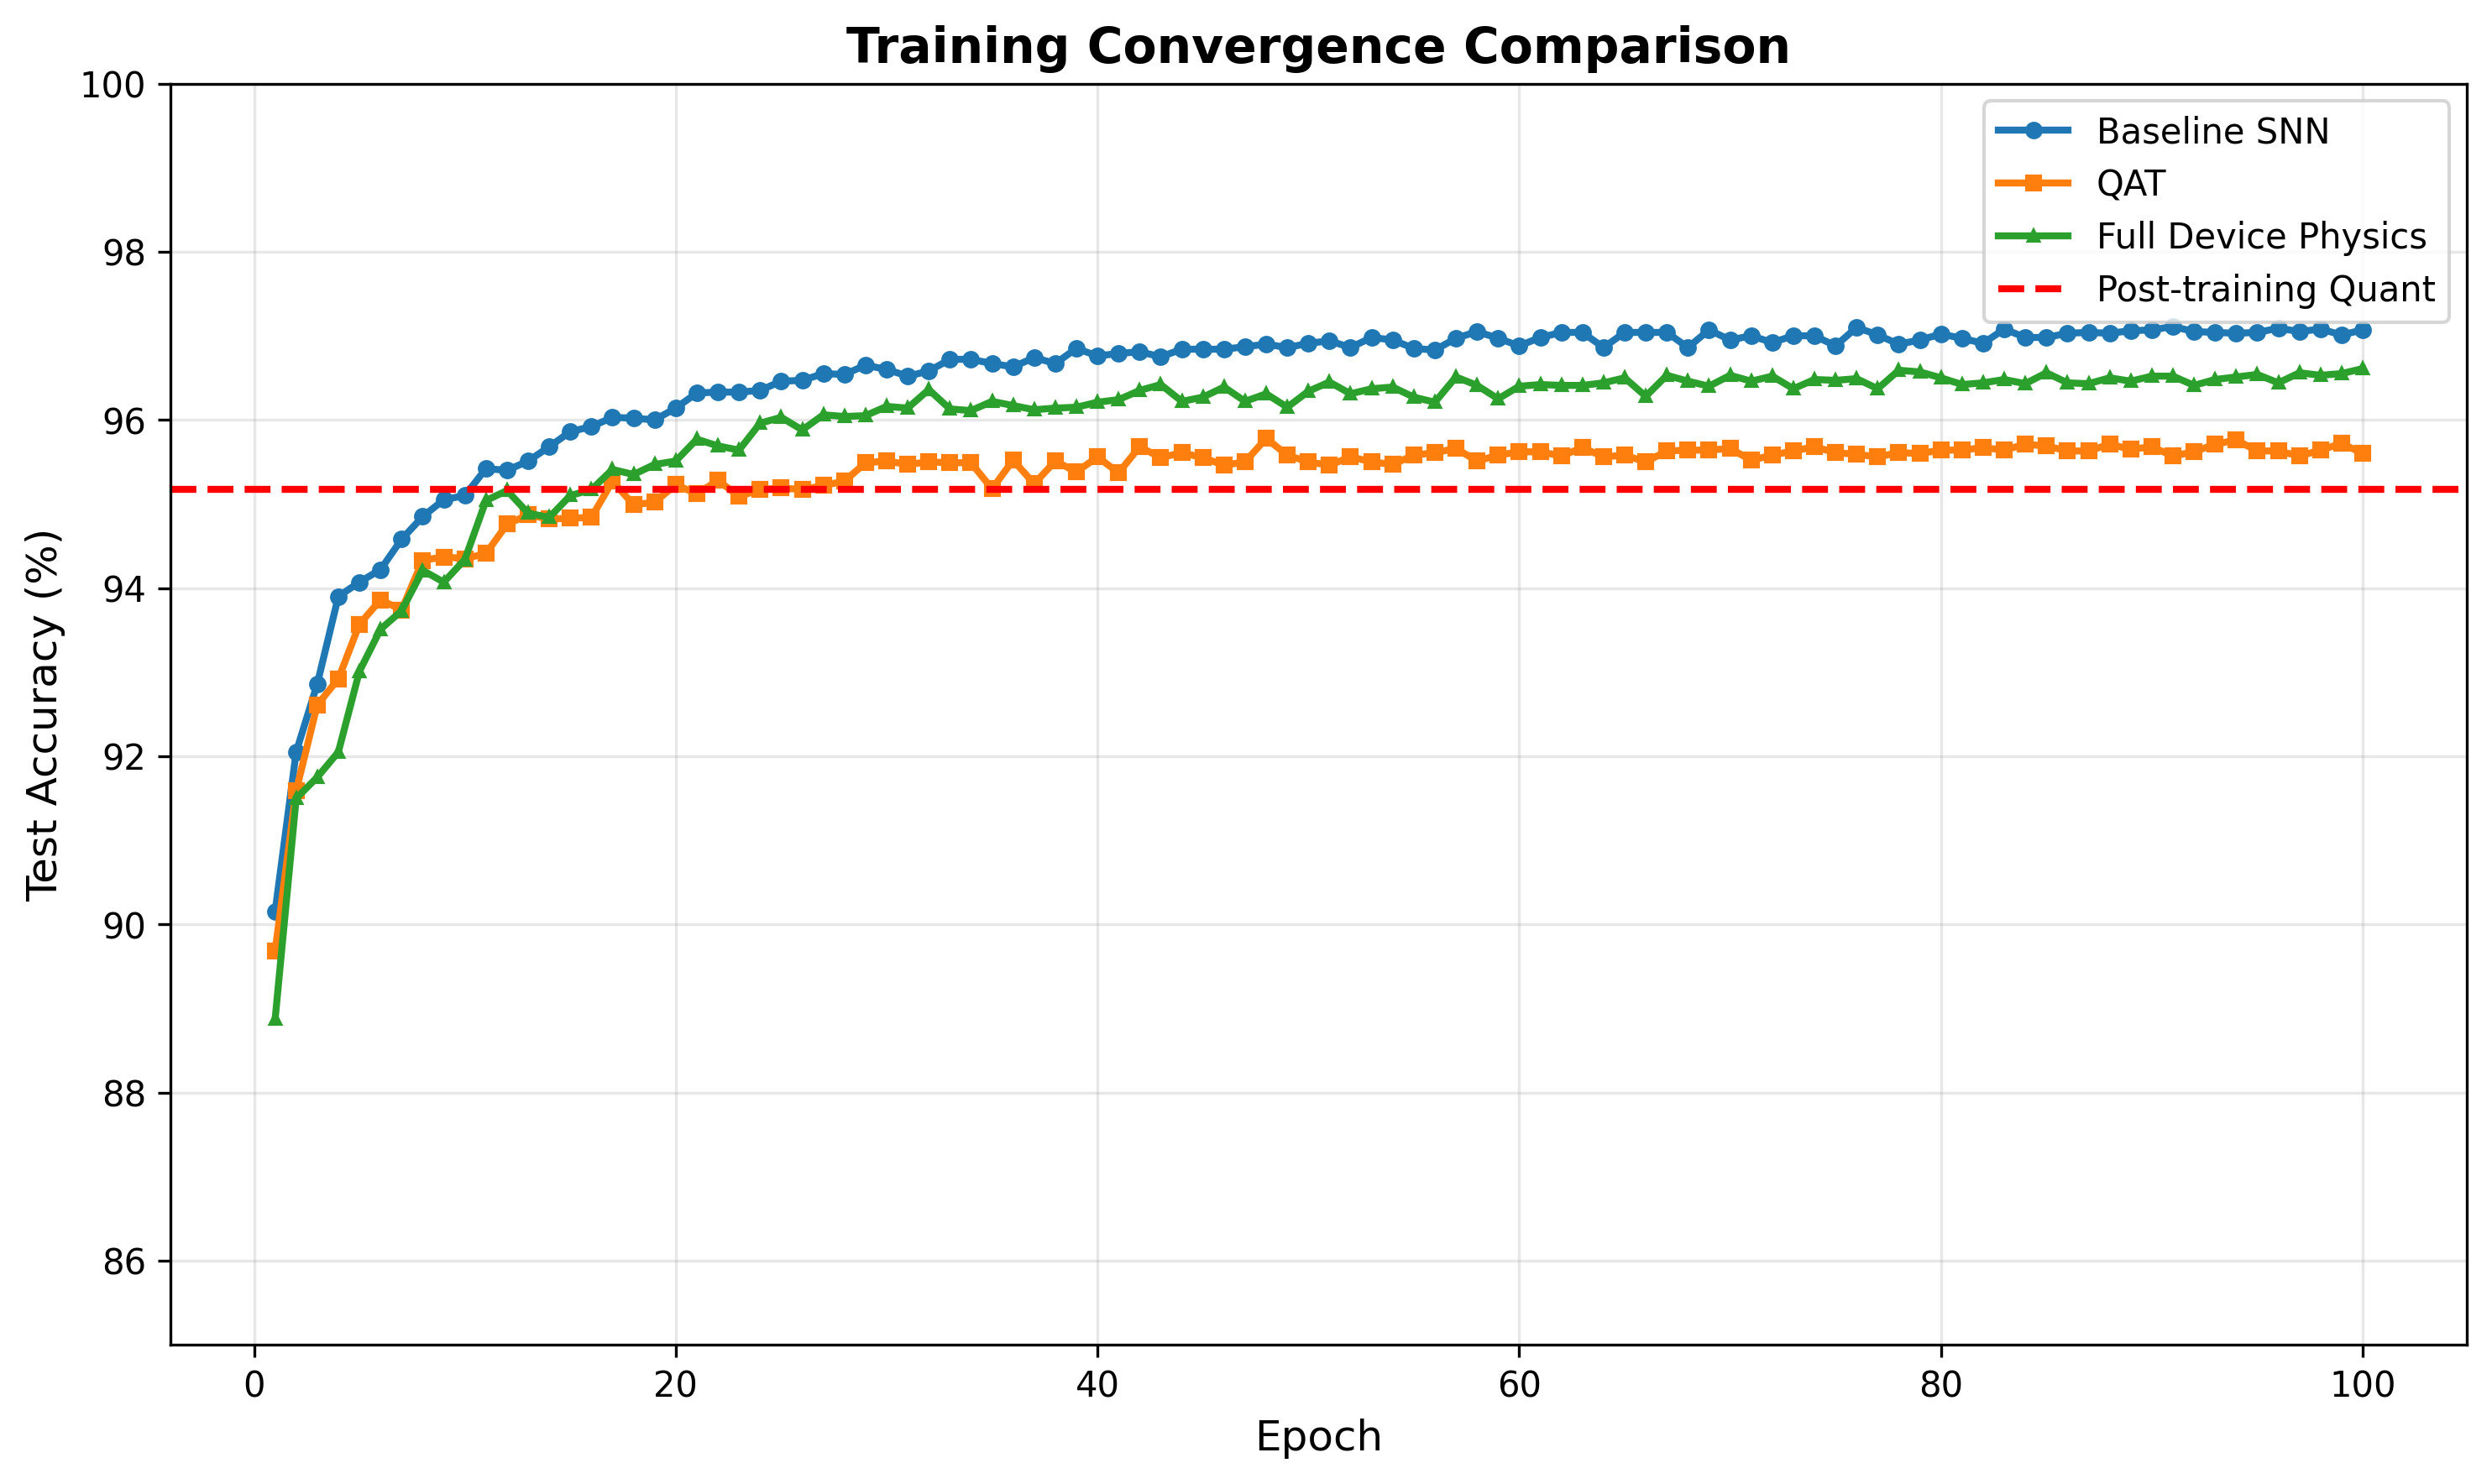 Training Convergence Comparison
100
98
96
94
92
90
88
86
Test Accuracy (%)
Baseline SNN
QAT
Full Device Physics
Post-training Quant
0
20
40
60
80
100
Epoch